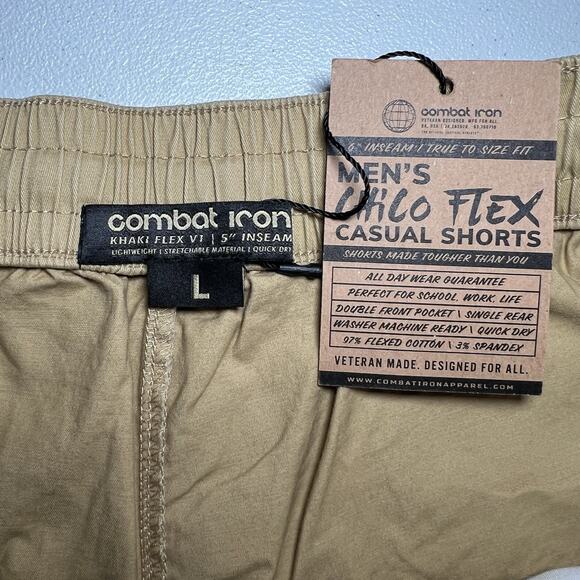 combat iron
KHAKI FLEX V1 | 5" INSEAM
LIGHTWEIGHT | STRETCHABLE MATERIAL | QUICK DRY
L
combat iron
VETERAN DESIGNED. MFG FOR ALL.
" INSEAM | TRUE TO SIZE FIT
MEN'S
CHCO FLEX
CASUAL SHORTS
SHORTS MADE TOUGHER THAN YOU
ALL DAY WEAR GUARANTEE
PERFECT FOR SCHOOL. WORK. LIFE
DOUBLE FRONT POCKET \ SINGLE REAR
WASHER MACHINE READY \ QUICK DRY
97% FLEXED COTTON \ 3% SPANDEX
VETERAN MADE. DESIGNED FOR ALL.
WWW.COMBATIRONAPPAREL.COM